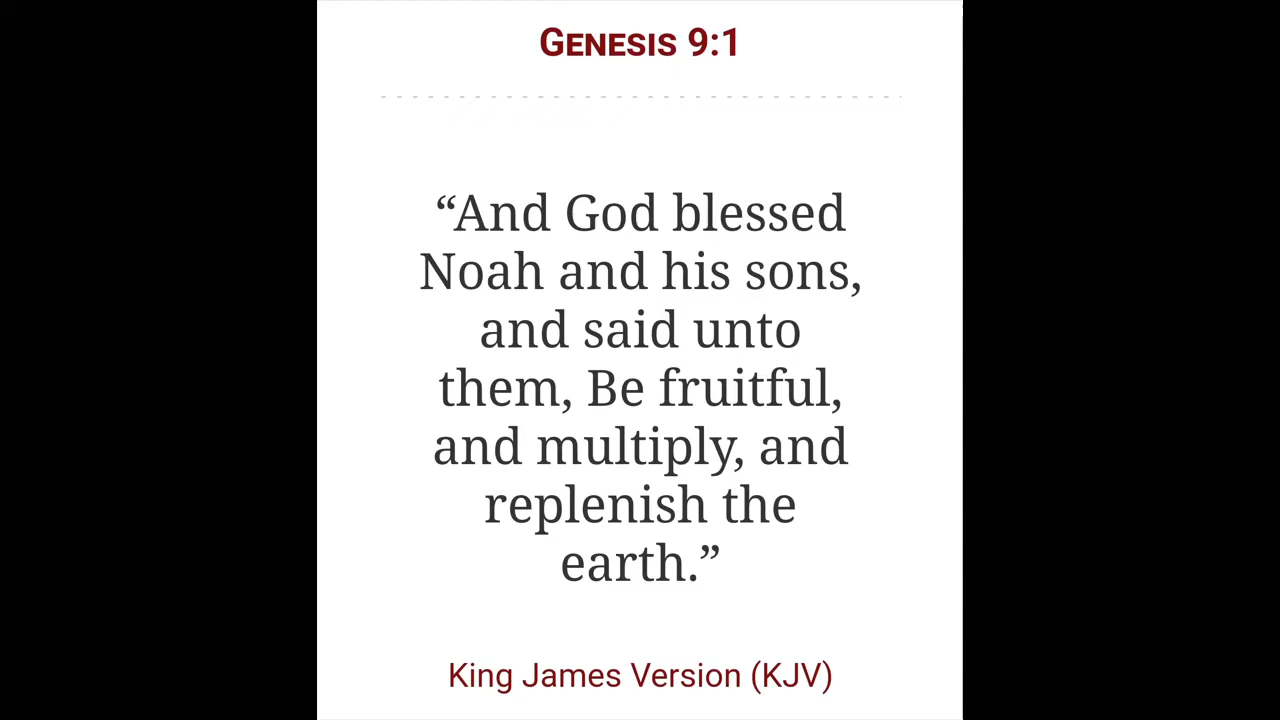 GENESIS 9:1
“And God blessed
Noah and his sons,
and said unto
them, Be fruitful,
and multiply, and
replenish the
earth.”
King James Version (KJV)